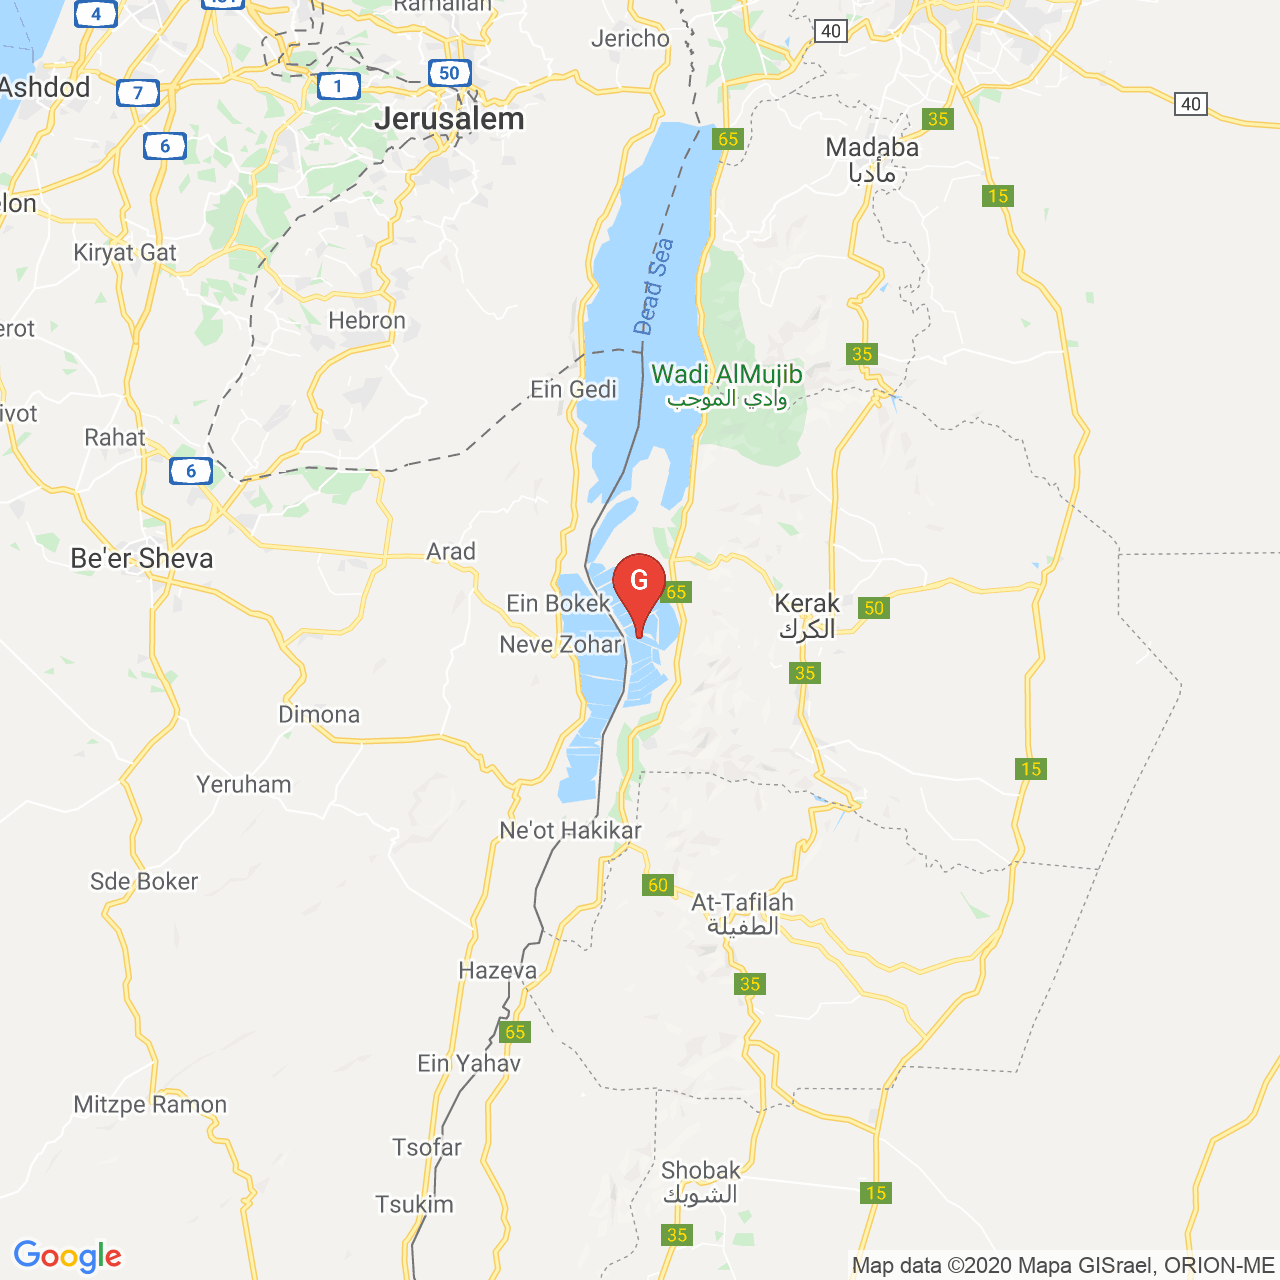 4
431
Ramallah
40
Jericho
50
1
Ashdod
7
40
Jerusalem
35
6
65
Madaba
مأدبا
15
elon
Kiryat Gat
Dead Sea
Hebron
erot
35
Wadi AlMujib
وادي الموجب
Ein Gedi
ivot
Rahat
6
Arad
Be'er Sheva
G
65
Ein Bokek
Kerak
الكرك
50
Neve Zohar
35
Dimona
15
Yeruham
Ne'ot Hakikar
Sde Boker
60
At-Tafilah
الطفيلة
Hazeva
35
65
Ein Yahav
Mitzpe Ramon
Tsofar
Shobak
الشوبك
15
Tsukim
35
Google
Map data ©2020 Mapa GISrael, ORION-ME